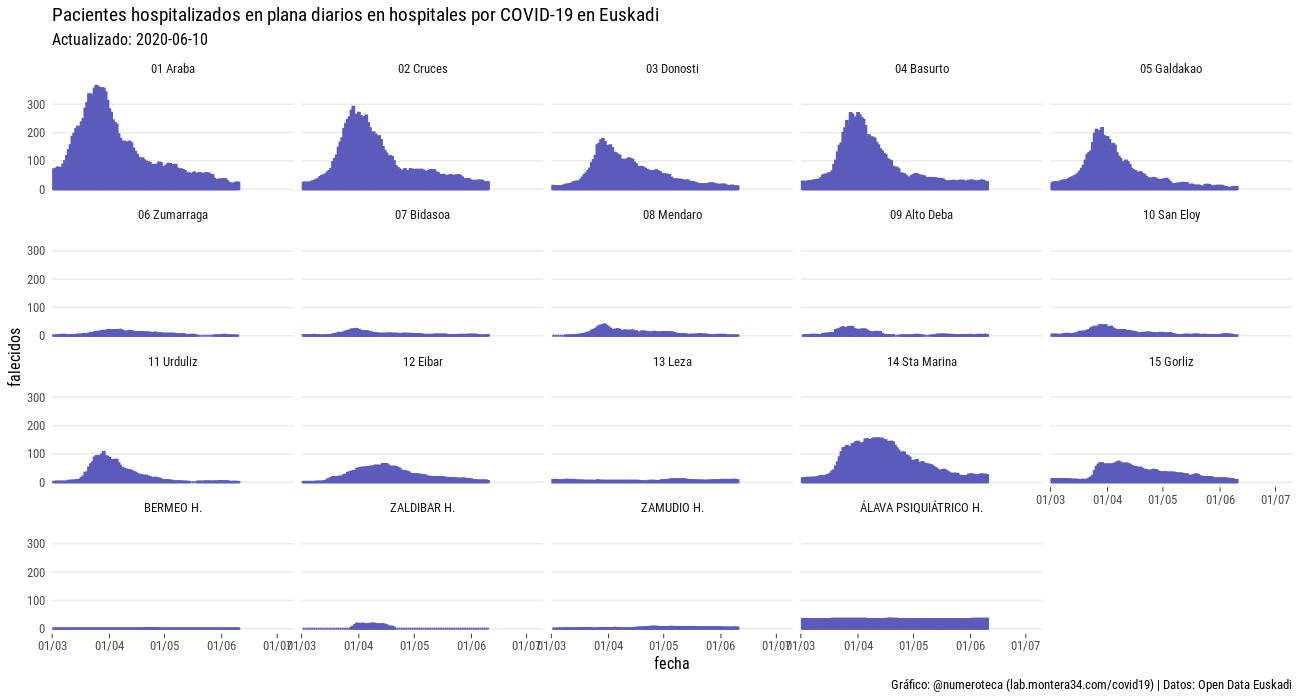 Pacientes hospitalizados en plana diarios en hospitales por COVID-19 en Euskadi
Actualizado: 2020-06-10
01 Araba 02 Cruces 03 Donosti 04 Basurto 05 Galdakao
300
200
100
0
06 Zumarraga 07 Bidasoa 08 Mendaro 09 Alto Deba 10 San Eloy
300
200
100
0
falecidos
11 Urduliz 12 Eibar 13 Leza 14 Sta Marina 15 Gorliz
300
200
100
0
01/03 01/04 01/05 01/06 01/07
BERMEO H. ZALDIBAR H. ZAMUDIO H. ÁLAVA PSIQUIÁTRICO H.
300
200
100
0
01/03 01/04 01/05 01/06 01/07 01/03 01/04 01/05 01/06 01/07 01/03 01/04 01/05 01/06 01/07 01/03 01/04 01/05 01/06 01/07
fecha
Gráfico: @numeroteca (lab.montera34.com/covid19) | Datos: Open Data Euskadi